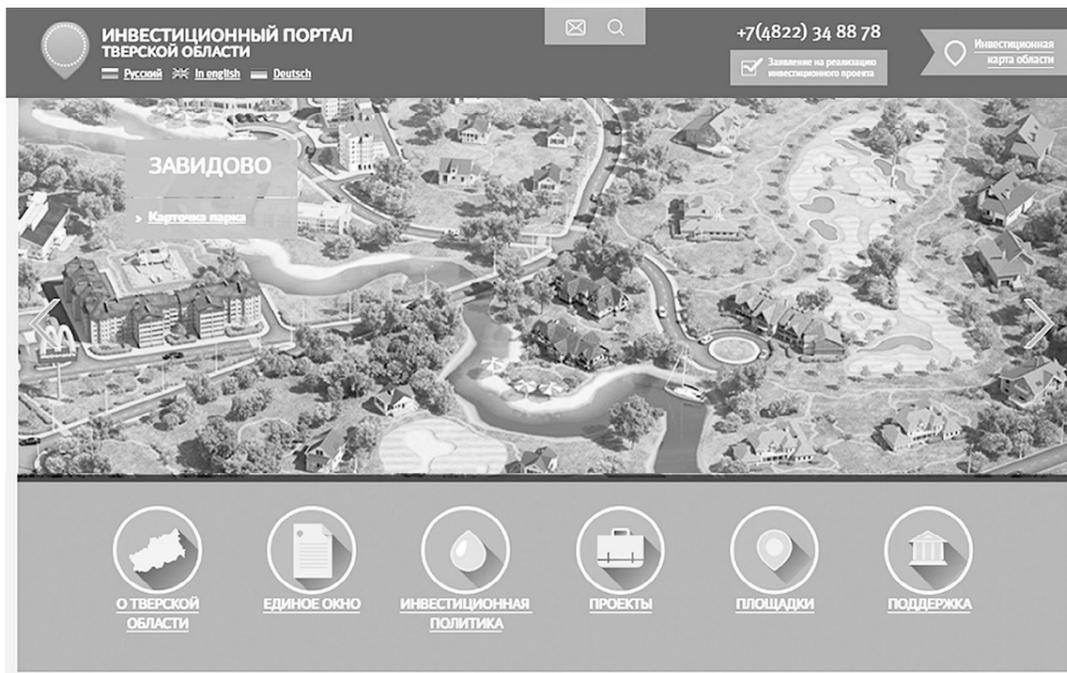 ИНВЕСТИЦИОННЫЙ ПОРТАЛ
ТВЕРСКОЙ ОБЛАСТИ
Русский In english Deutsch
+7(4822) 34 88 78
Заявление на реализацию
инвестиционного проекта
Инвестиционная
карта области
ЗАВИДОВО
› Карточка парка
О ТВЕРСКОЙ
ОБЛАСТИ
ЕДИНОЕ ОКНО
ИНВЕСТИЦИОННАЯ
ПОЛИТИКА
ПРОЕКТЫ
ПЛОЩАДКИ
ПОДДЕРЖКА